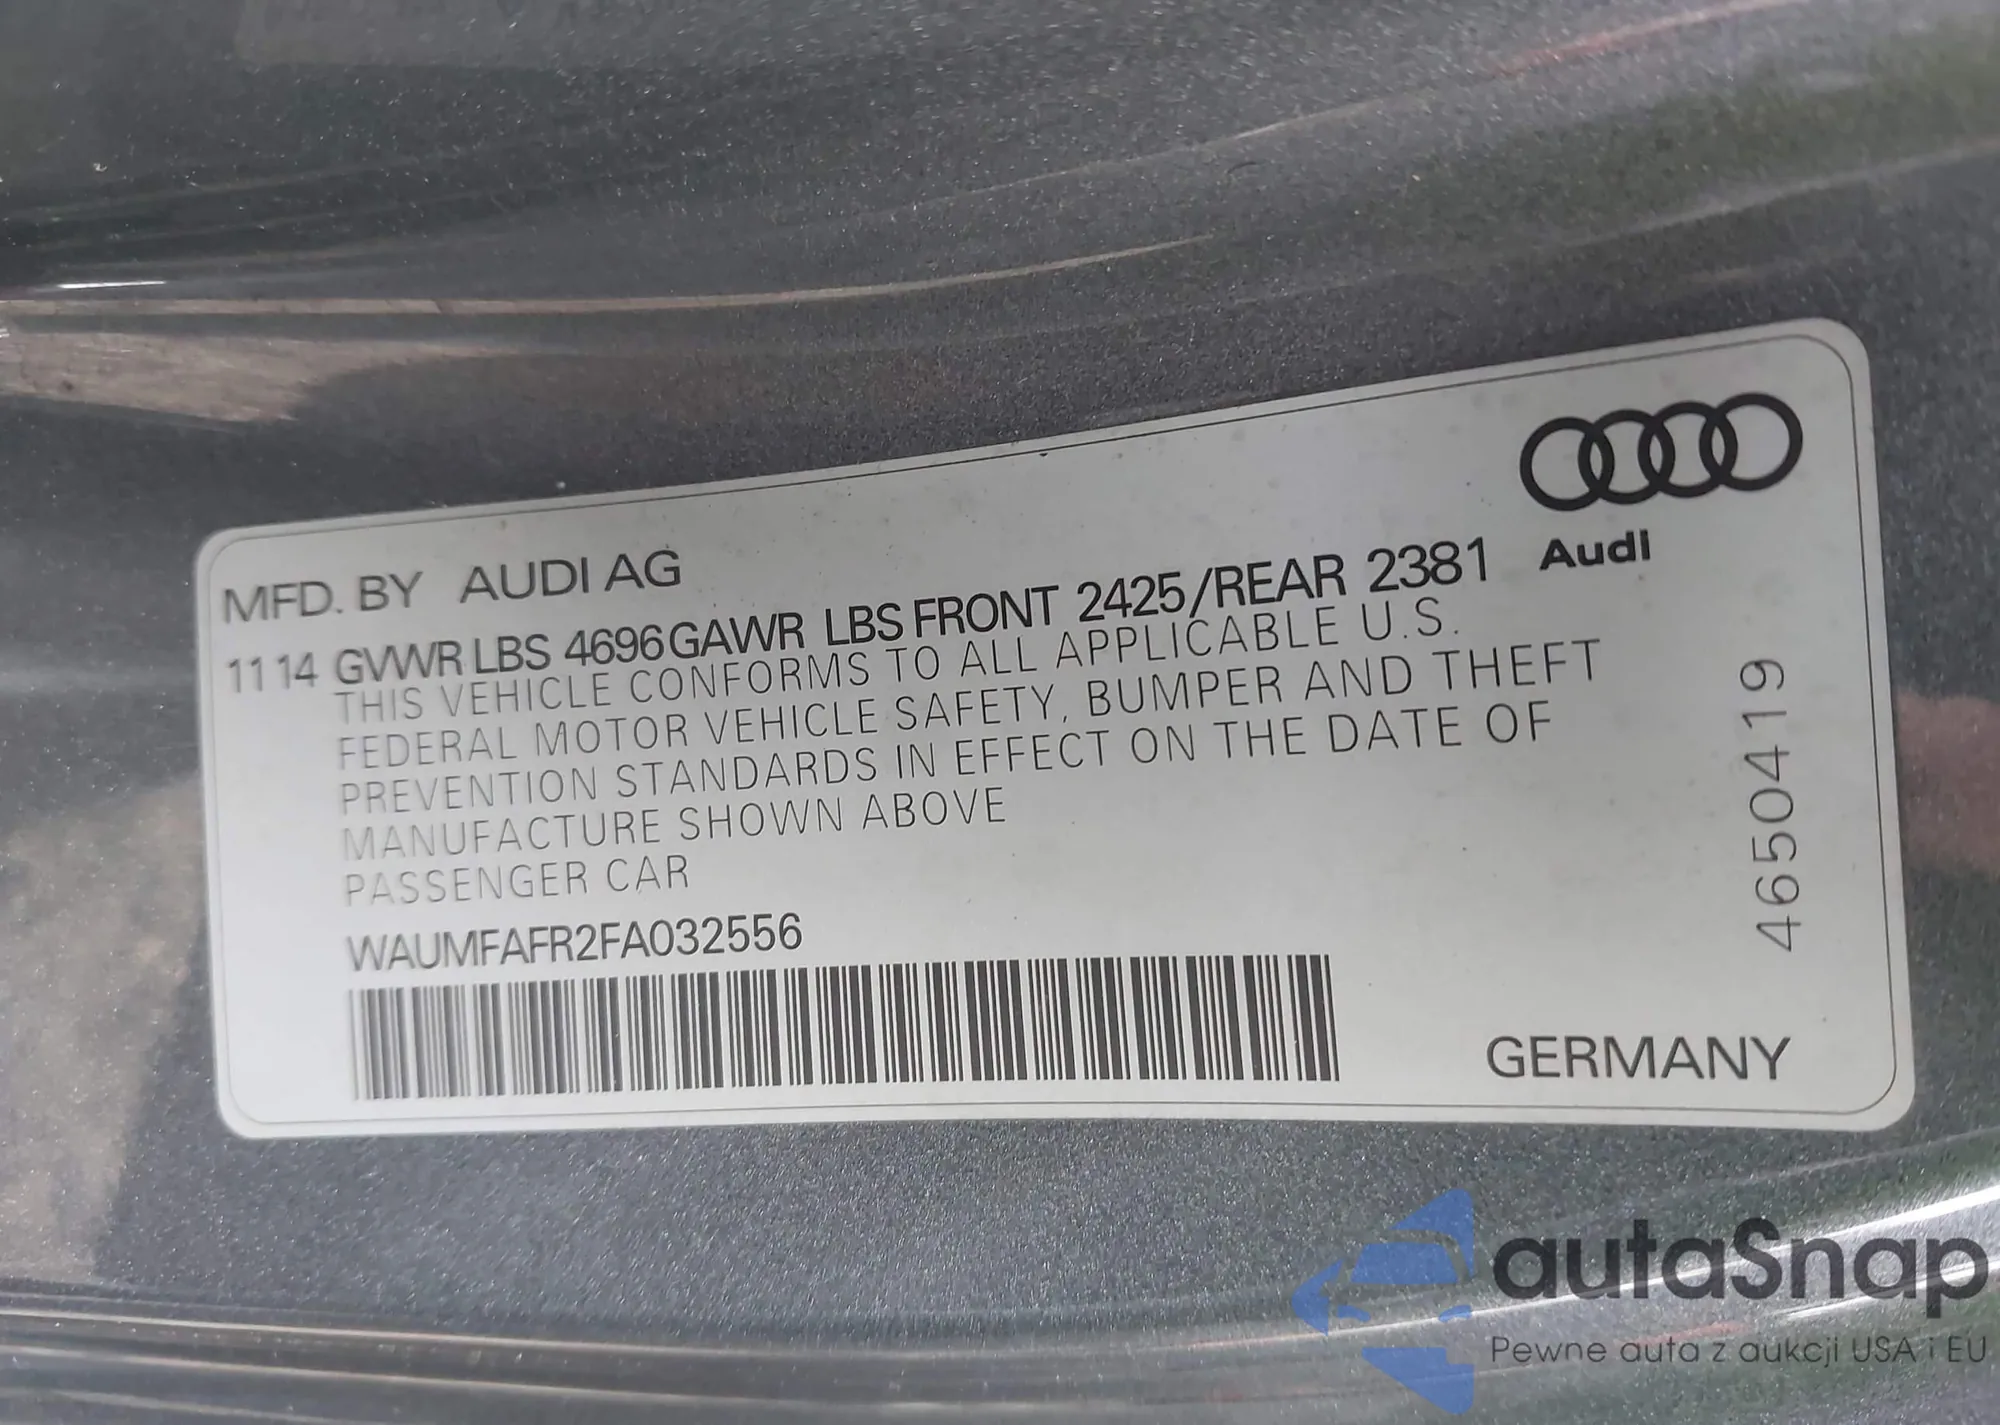 MFD. BY AUDI AG
11 14 GVWR LBS 4696 GAWR LBS FRONT 2425/REAR 2381
Audi
THIS VEHICLE CONFORMS TO ALL APPLICABLE U.S.
FEDERAL MOTOR VEHICLE SAFETY, BUMPER AND THEFT
PREVENTION STANDARDS IN EFFECT ON THE DATE OF
MANUFACTURE SHOWN ABOVE
PASSENGER CAR
WAUMFAFR2FA032556
4650419
GERMANY
autaSnap
Pewne auta z aukcji USA i EU